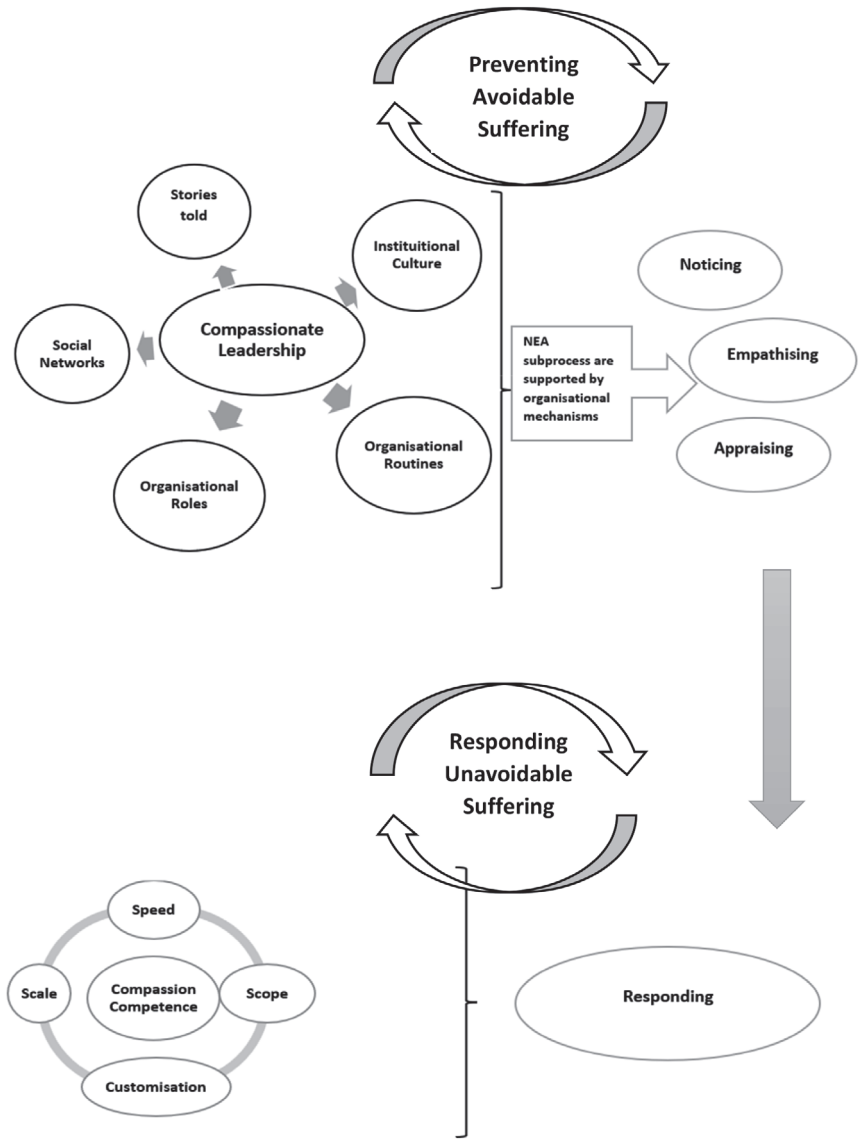 Preventing
Avoidable
Suffering
Stories
told
Instituitional
Culture
Compassionate
Leadership
Social
Networks
Organisational
Roles
Organisational
Routines
NEA
subprocess are
supported by
organisational
mechanisms
Noticing
Empathising
Appraising
Responding
Unavoidable
Suffering
Speed
Scale
Compassion
Competence
Scope
Customisation
Responding